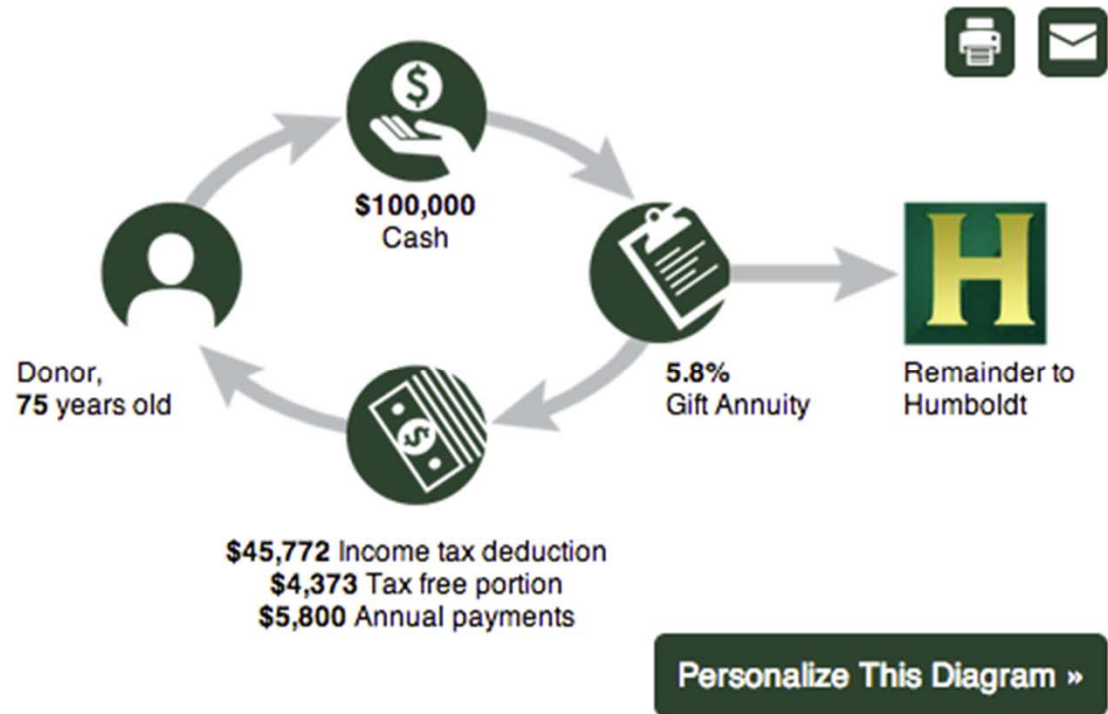 $
$100,000
Cash
H
Donor,
75 years old
5.8%
Gift Annuity
Remainder to
Humboldt
$
$45,772 Income tax deduction
$4,373 Tax free portion
$5,800 Annual payments
Personalize This Diagram »